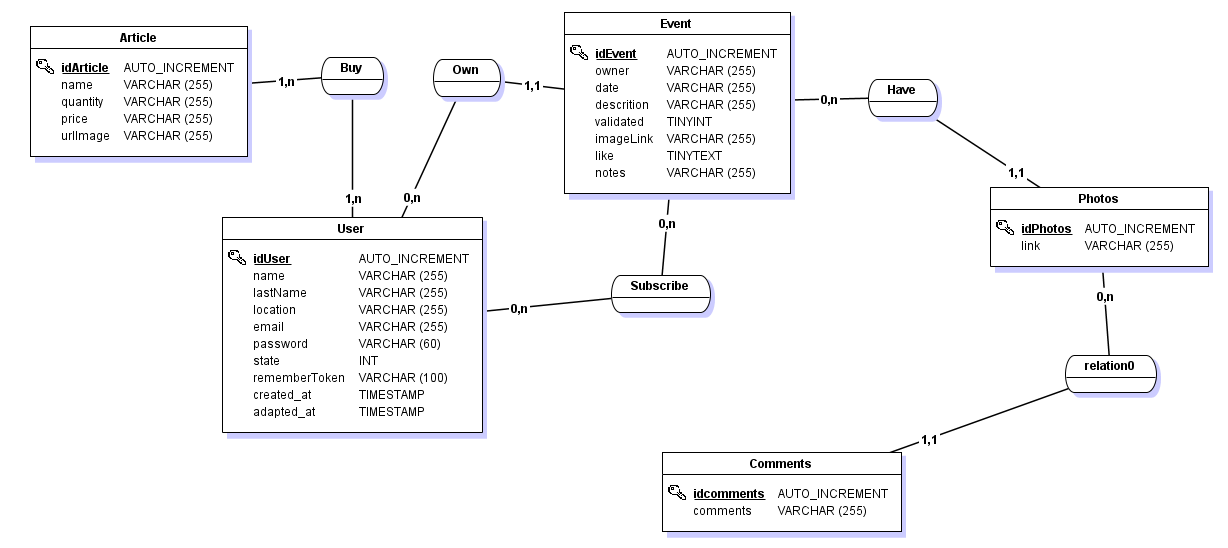 Article
idArticle AUTO_INCREMENT
name VARCHAR (255)
quantity VARCHAR (255)
price VARCHAR (255)
urlImage VARCHAR (255)
1,n
Buy
1,n
Own
1,1
0,n
Event
idEvent AUTO_INCREMENT
owner VARCHAR (255)
date VARCHAR (255)
descrition VARCHAR (255)
validated TINYINT
imageLink VARCHAR (255)
like TINYTEXT
notes VARCHAR (255)
0,n
Have
1,1
Photos
idPhotos AUTO_INCREMENT
link VARCHAR (255)
User
idUser AUTO_INCREMENT
name VARCHAR (255)
lastName VARCHAR (255)
location VARCHAR (255)
email VARCHAR (255)
password VARCHAR (60)
state INT
rememberToken VARCHAR (100)
created_at TIMESTAMP
adapted_at TIMESTAMP
0,n
Subscribe
0,n
0,n
relation0
1,1
Comments
idcomments AUTO_INCREMENT
comments VARCHAR (255)